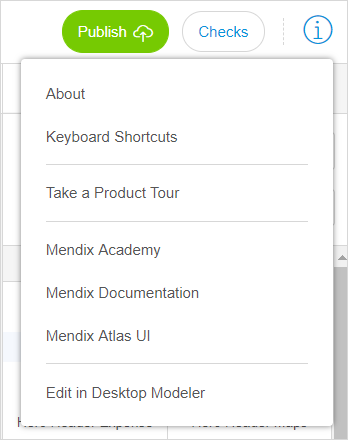 Publish
Checks
About
Keyboard Shortcuts
Take a Product Tour
Mendix Academy
Mendix Documentation
Mendix Atlas UI
Edit in Desktop Modeler